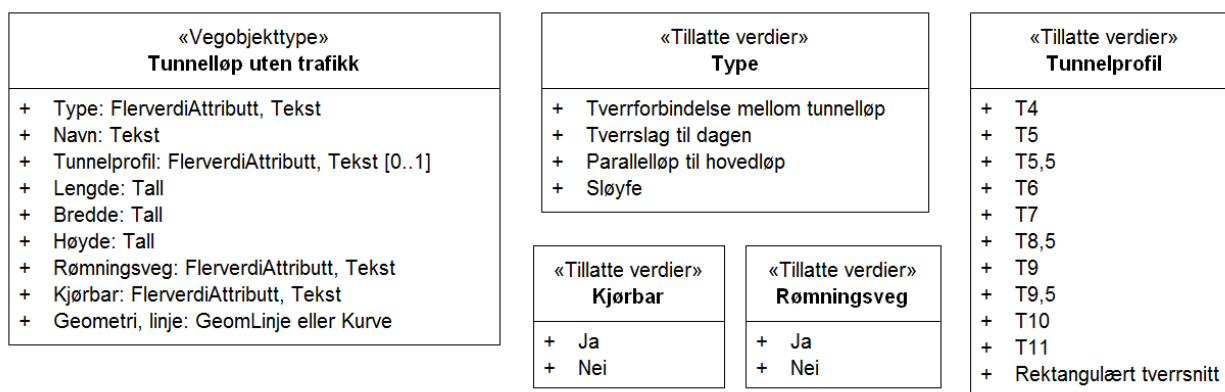 «Vegobjekttype»
Tunnelløp uten trafikk
+ Type: FlerverdiAttributt, Tekst
+ Navn: Tekst
+ Tunnelprofil: FlerverdiAttributt, Tekst [0..1]
+ Lengde: Tall
+ Bredde: Tall
+ Høyde: Tall
+ Rømningsveg: FlerverdiAttributt, Tekst
+ Kjørbar: FlerverdiAttributt, Tekst
+ Geometri, linje: GeomLinje eller Kurve
«Tillatte verdier»
Type
+ Tverrforbindelse mellom tunnelløp
+ Tverrslag til dagen
+ Parallelløp til hovedløp
+ Sløyfe
«Tillatte verdier»
Kjørbar
+ Ja
+ Nei
«Tillatte verdier»
Rømningsveg
+ Ja
+ Nei
«Tillatte verdier»
Tunnelprofil
+ T4
+ T5
+ T5,5
+ T6
+ T7
+ T8,5
+ T9
+ T9,5
+ T10
+ T11
+ Rektangulært tverrsnitt